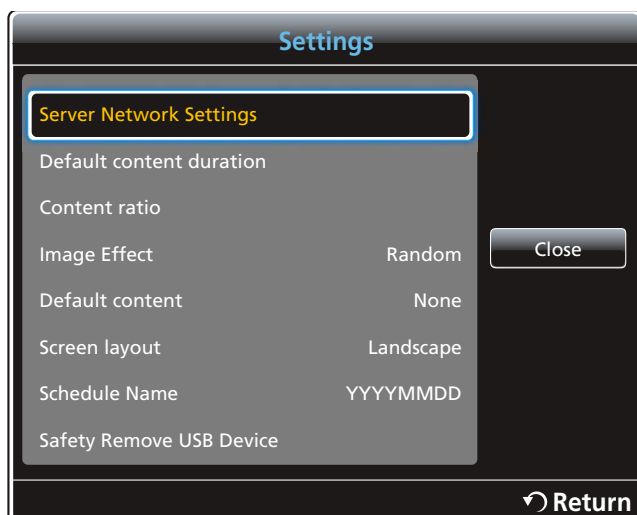 Settings
Server Network Settings
Default content duration
Content ratio
Image Effect Random
Default content None
Screen layout Landscape
Schedule Name YYYYMMDD
Safety Remove USB Device
Close
Return